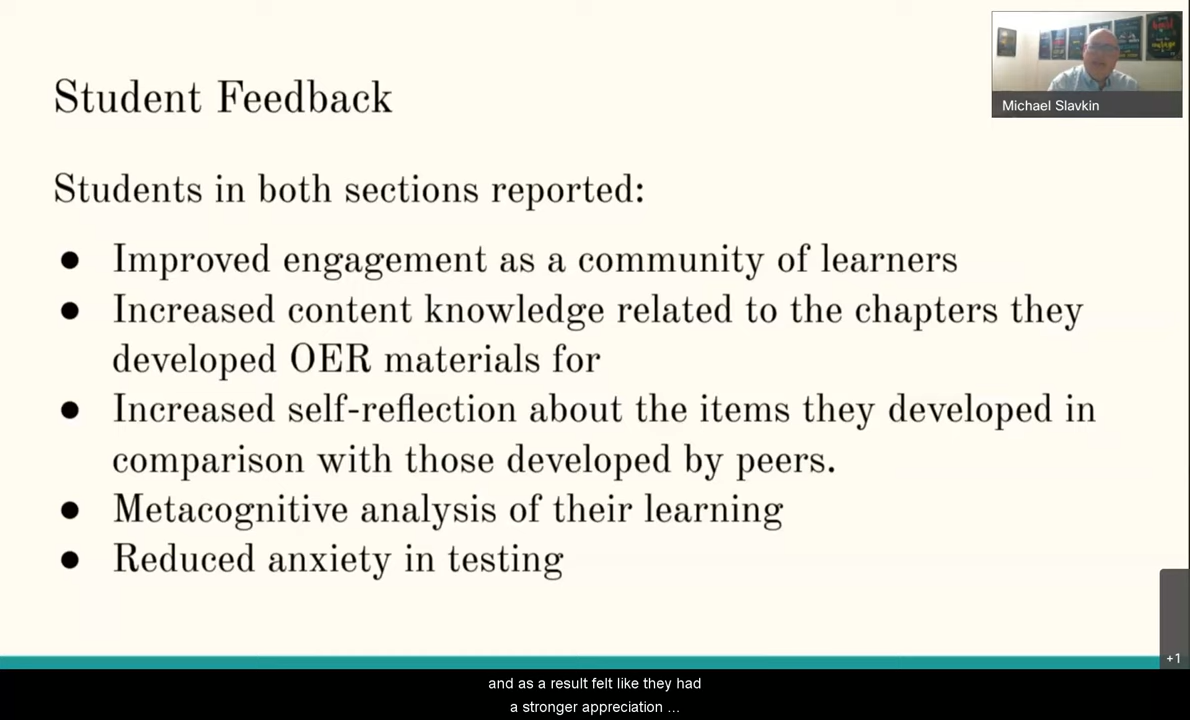 Student Feedback
Michael Slavkin
Students in both sections reported:
● Improved engagement as a community of learners
● Increased content knowledge related to the chapters they
developed OER materials for
● Increased self-reflection about the items they developed in
comparison with those developed by peers.
● Metacognitive analysis of their learning
● Reduced anxiety in testing
+1
and as a result felt like they had
a stronger appreciation ...